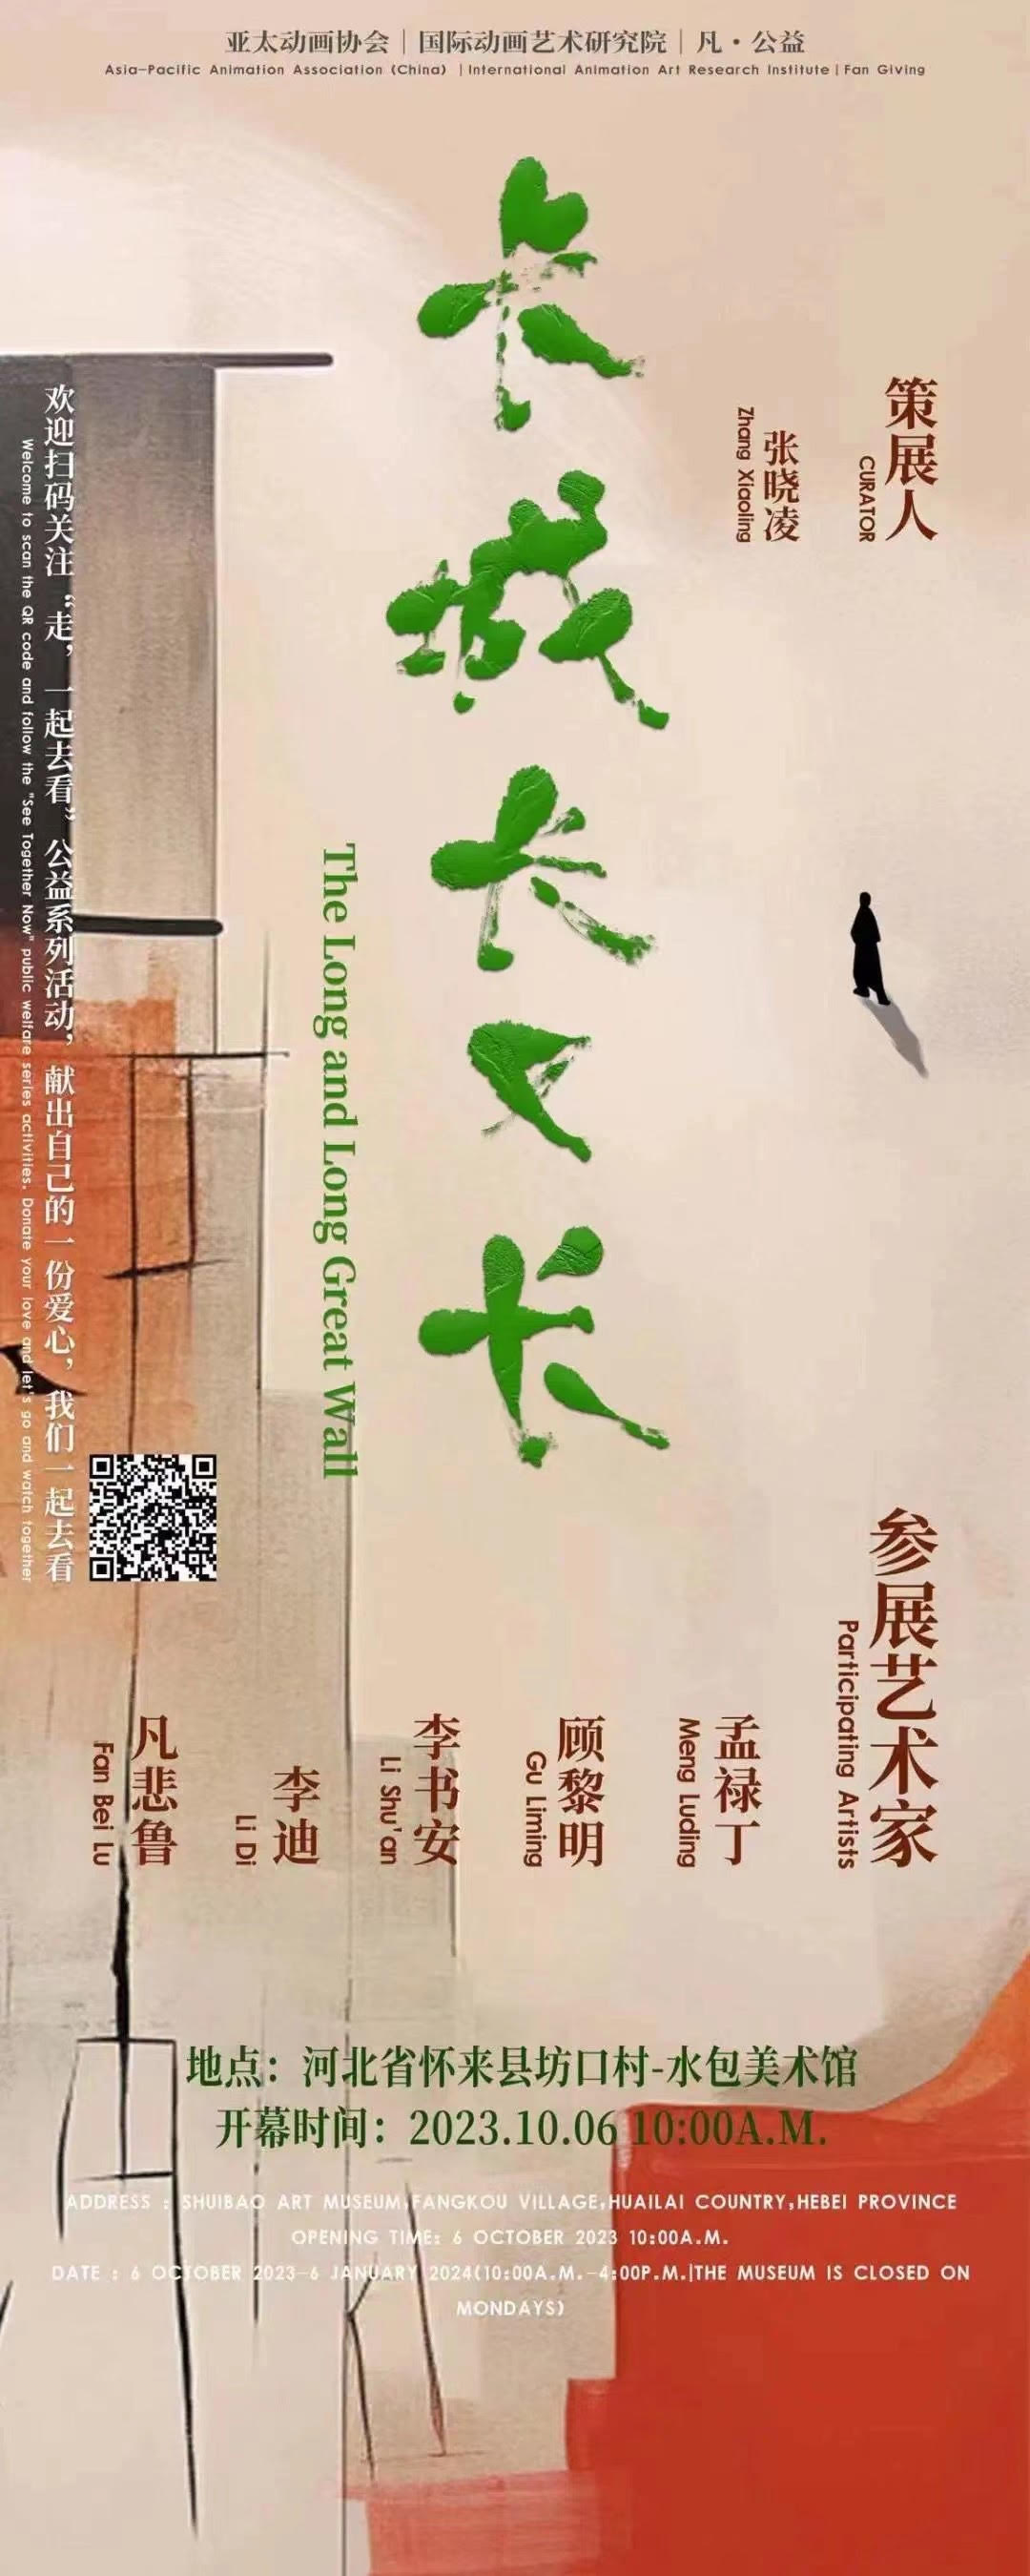 亚太动画协会｜国际动画艺术研究院｜凡·公益
Asia-Pacific Animation Association (China) | International Animation Art Research Institute | Fan Giving
长城长又长
The Long and Long Great Wall
策展人
CURATOR
张晓凌
Zhang Xiaoling
欢迎扫码关注“走，一起去看”公益系列活动，献出自己的一份爱心，我们一起去看
Welcome to scan the QR code and follow the "See Together Now" public welfare series activities. Donate your love and let's go and watch together
参展艺术家
Participating Artists
孟禄丁
Meng Luding
顾黎明
Gu Liming
李书安
Li Shu'an
李迪
Li Di
凡悲鲁
Fan Bei Lu
地点：河北省怀来县坊口村-水包美术馆
开幕时间：2023.10.06 10:00A.M.
ADDRESS : SHUIBAO ART MUSEUM,FANGKOU VILLAGE,HUAILAI COUNTRY,HEBEI PROVINCE
OPENING TIME: 6 OCTOBER 2023 10:00A.M.
DATE : 6 OCTOBER 2023-6 JANUARY 2024(10:00A.M.-4:00P.M.|THE MUSEUM IS CLOSED ON
MONDAYS)